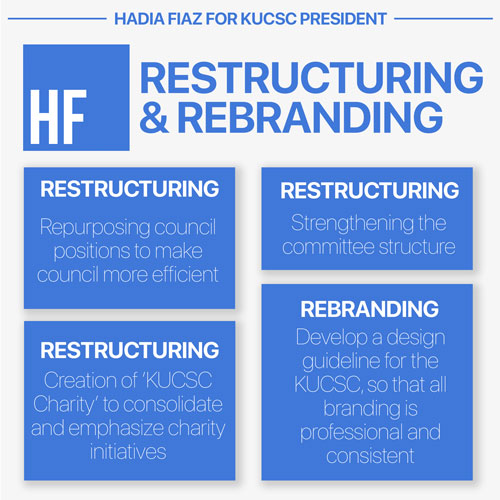 HADIA FIAZ FOR KUCSC PRESIDENT
HF
RESTRUCTURING
& REBRANDING
RESTRUCTURING
Repurposing council
positions to make
council more efficient
RESTRUCTURING
Strengthening the
committee structure
RESTRUCTURING
Creation of ‘KUCSC
Charity’ to consolidate
and emphasize charity
initiatives
REBRANDING
Develop a design
guideline for the
KUCSC, so that all
branding is
professional and
consistent